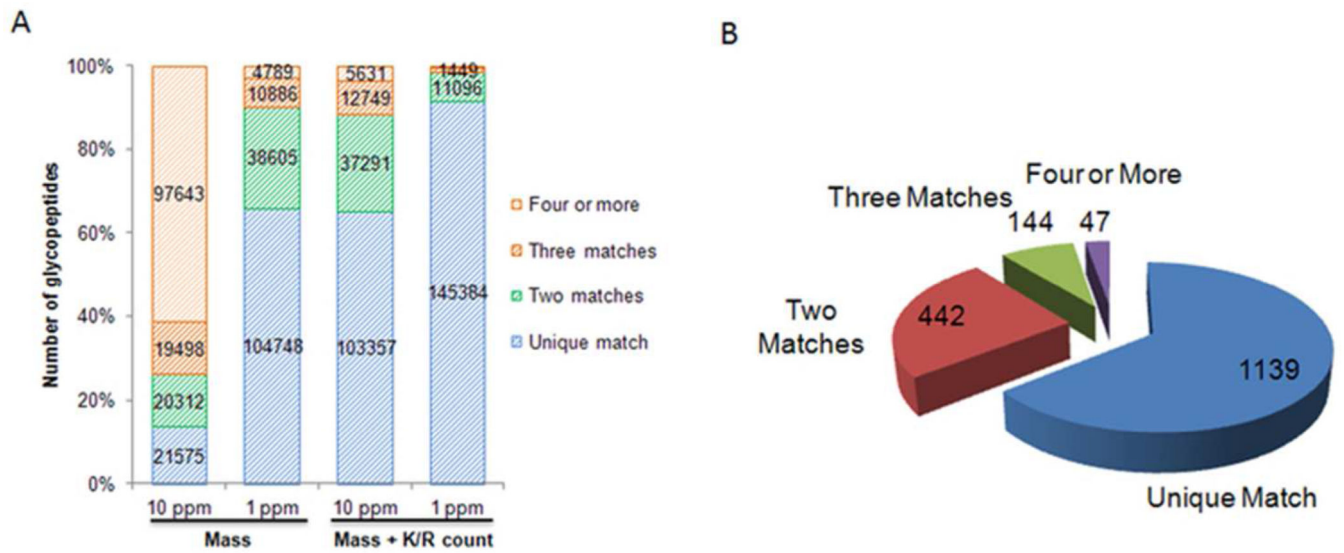 A
Number of glycopeptides
100%
80%
60%
40%
20%
0%
97643
19498
20312
21575
4789
10886
38605
104748
5631
12749
37291
103357
1449
11096
145384
10 ppm
1 ppm
10 ppm
1 ppm
Mass
Mass + K/R count
Four or more
Three matches
Two matches
Unique match
B
Four or More
47
Three Matches
144
Two
Matches
442
1139
Unique Match